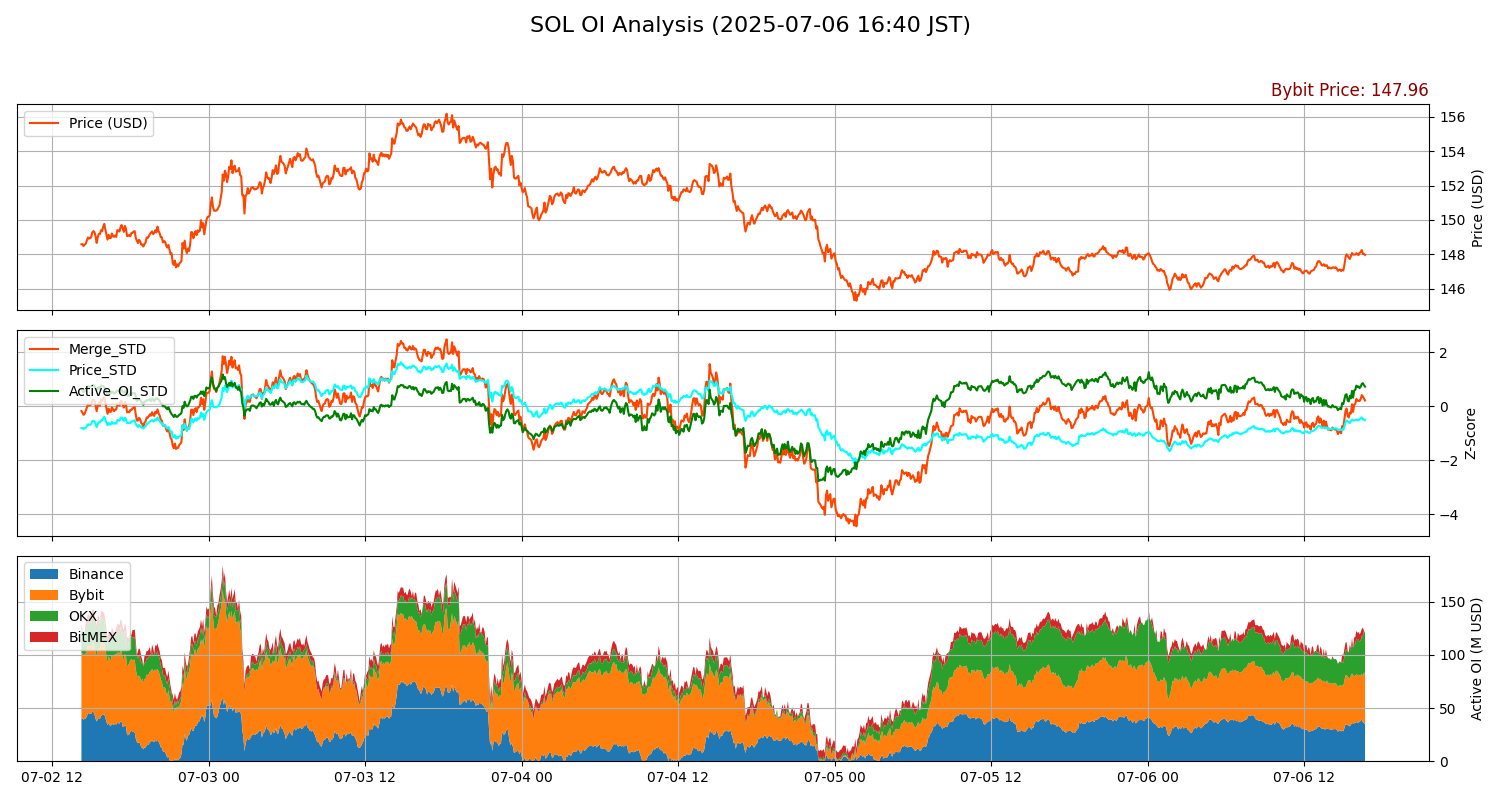 SOL OI Analysis (2025-07-06 16:40 JST)
Bybit Price: 147.96
Price (USD)
156
154
152
150
148
146
Price (USD)
Merge_STD
Price_STD
Active_OI_STD
2
0
−2
−4
Z-Score
Binance
Bybit
OKX
BitMEX
150
100
50
0
Active OI (M USD)
07-02 12
07-03 00
07-03 12
07-04 00
07-04 12
07-05 00
07-05 12
07-06 00
07-06 12